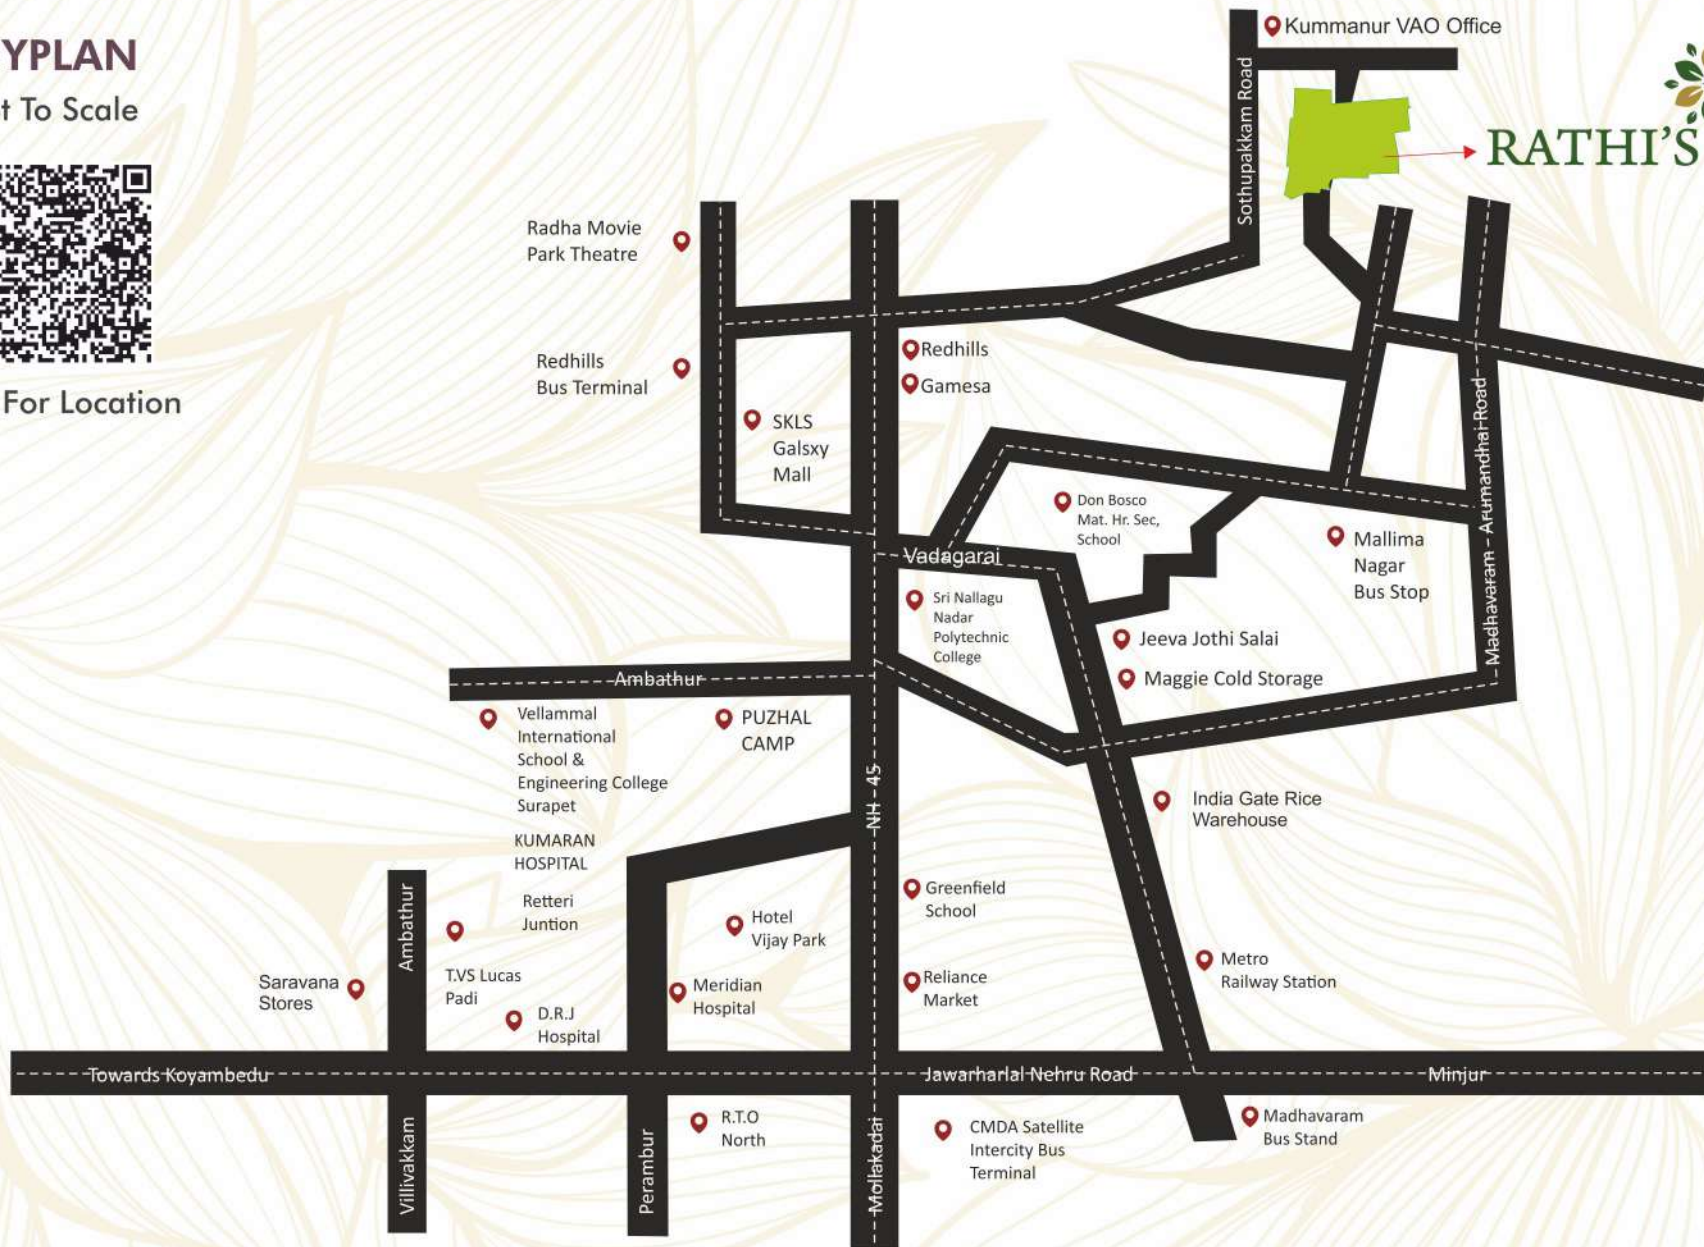 YPLAN
t To Scale
For Location
Kummanur VAO Office
Sothupakkam Road
RATHI'S
Radha Movie
Park Theatre
Redhills
Bus Terminal
SKLS
Galsxy
Mall
Redhills
Gamesa
Madhavaram - Arumandhai Road
Don Bosco
Mat. Hr. Sec,
School
Mallima
Nagar
Bus Stop
Vadagarai
Sri Nallagu
Nadar
Polytechnic
College
Jeeva Jothi Salai
Maggie Cold Storage
Ambathur
Vellammal
International
School &
Engineering College
Surapet
PUZHAL
CAMP
NH - 45
India Gate Rice
Warehouse
KUMARAN
HOSPITAL
Retteri
Juntion
Ambathur
Hotel
Vijay Park
Greenfield
School
Saravana
Stores
T.VS Lucas
Padi
D.R.J
Hospital
Meridian
Hospital
Reliance
Market
Metro
Railway Station
Towards Koyambedu
Jawarharlal Nehru Road
Minjur
Villivakkam
Perambur
R.T.O
North
Mollakadai
CMDA Satellite
Intercity Bus
Terminal
Madhavaram
Bus Stand